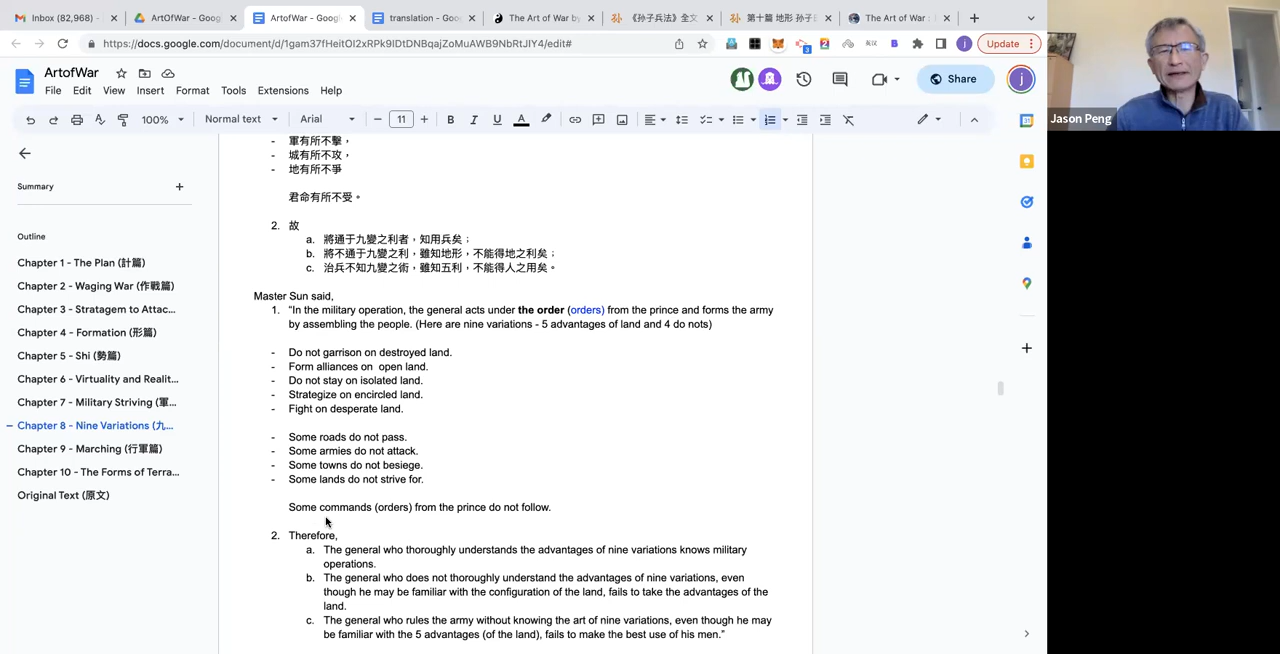 Inbox (82,968)
ArtOfWar - Goog
ArtofWar - Googl
translation - Goo
The Art of War by
《孙子兵法》全文
第十篇 地形 孙子
The Art of War :
https://docs.google.com/document/d/1gam37fHeitOI2xRPk9IDtDNBqajZoMuAWB9NbRtJIY4/edit#
Update
ArtofWar
File Edit View Insert Format Tools Extensions Help
Share
100% Normal text Arial 11
Jason Peng
Summary
Outline
Chapter 1 - The Plan (計篇)
Chapter 2 - Waging War (作戰篇)
Chapter 3 - Stratagem to Attac...
Chapter 4 - Formation (形篇)
Chapter 5 - Shi (勢篇)
Chapter 6 - Virtuality and Realit...
Chapter 7 - Military Striving (軍...
Chapter 8 - Nine Variations (九...
Chapter 9 - Marching (行軍篇)
Chapter 10 - The Forms of Terra...
Original Text (原文)
- 軍有所不擊，
- 城有所不攻，
- 地有所不爭
君命有所不受。
2. 故
a. 將通于九變之利者，知用兵矣；
b. 將不通于九變之利，雖知地形，不能得地之利矣；
c. 治兵不知九變之術，雖知五利，不能得人之用矣。
Master Sun said,
1. “In the military operation, the general acts under the order (orders) from the prince and forms the army
by assembling the people. (Here are nine variations - 5 advantages of land and 4 do nots)
- Do not garrison on destroyed land.
- Form alliances on open land.
- Do not stay on isolated land.
- Strategize on encircled land.
- Fight on desperate land.
- Some roads do not pass.
- Some armies do not attack.
- Some towns do not besiege.
- Some lands do not strive for.
Some commands (orders) from the prince do not follow.
2. Therefore,
a. The general who thoroughly understands the advantages of nine variations knows military
operations.
b. The general who does not thoroughly understand the advantages of nine variations, even
though he may be familiar with the configuration of the land, fails to take the advantages of the
land.
c. The general who rules the army without knowing the art of nine variations, even though he may
be familiar with the 5 advantages (of the land), fails to make the best use of his men.”